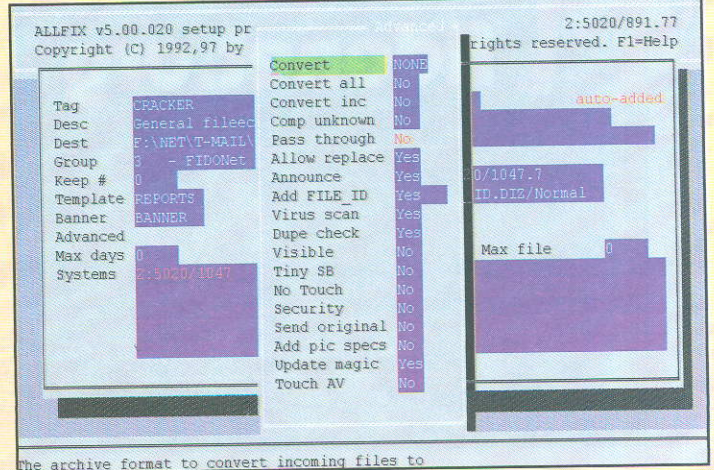 ALLFIX v5.00.020 setup pr Advanced 2:5020/891.77
Copyright (C) 1992,97 by rights reserved. F1=Help
Convert NONE
Convert all No
Convert inc No
Comp unknown No
Pass through No
Allow replace Yes
Announce Yes
Add FILE_ID Yes
Virus scan Yes
Dupe check Yes
Visible No
Tiny SB No
No Touch No
Security No
Send original No
Add pic specs No
Update magic Yes
Touch AV No
Tag CRACKER
Desc General fileec
Dest F:\NET\T-MAIL\
Group 3 - FIDONet
Keep # 0
Template REPORTS
Banner BANNER
Advanced
Max days 0
Systems 2:5020/1047
auto-added
20/1047.7
ID.DIZ/Normal
Max file 0
The archive format to convert incoming files to